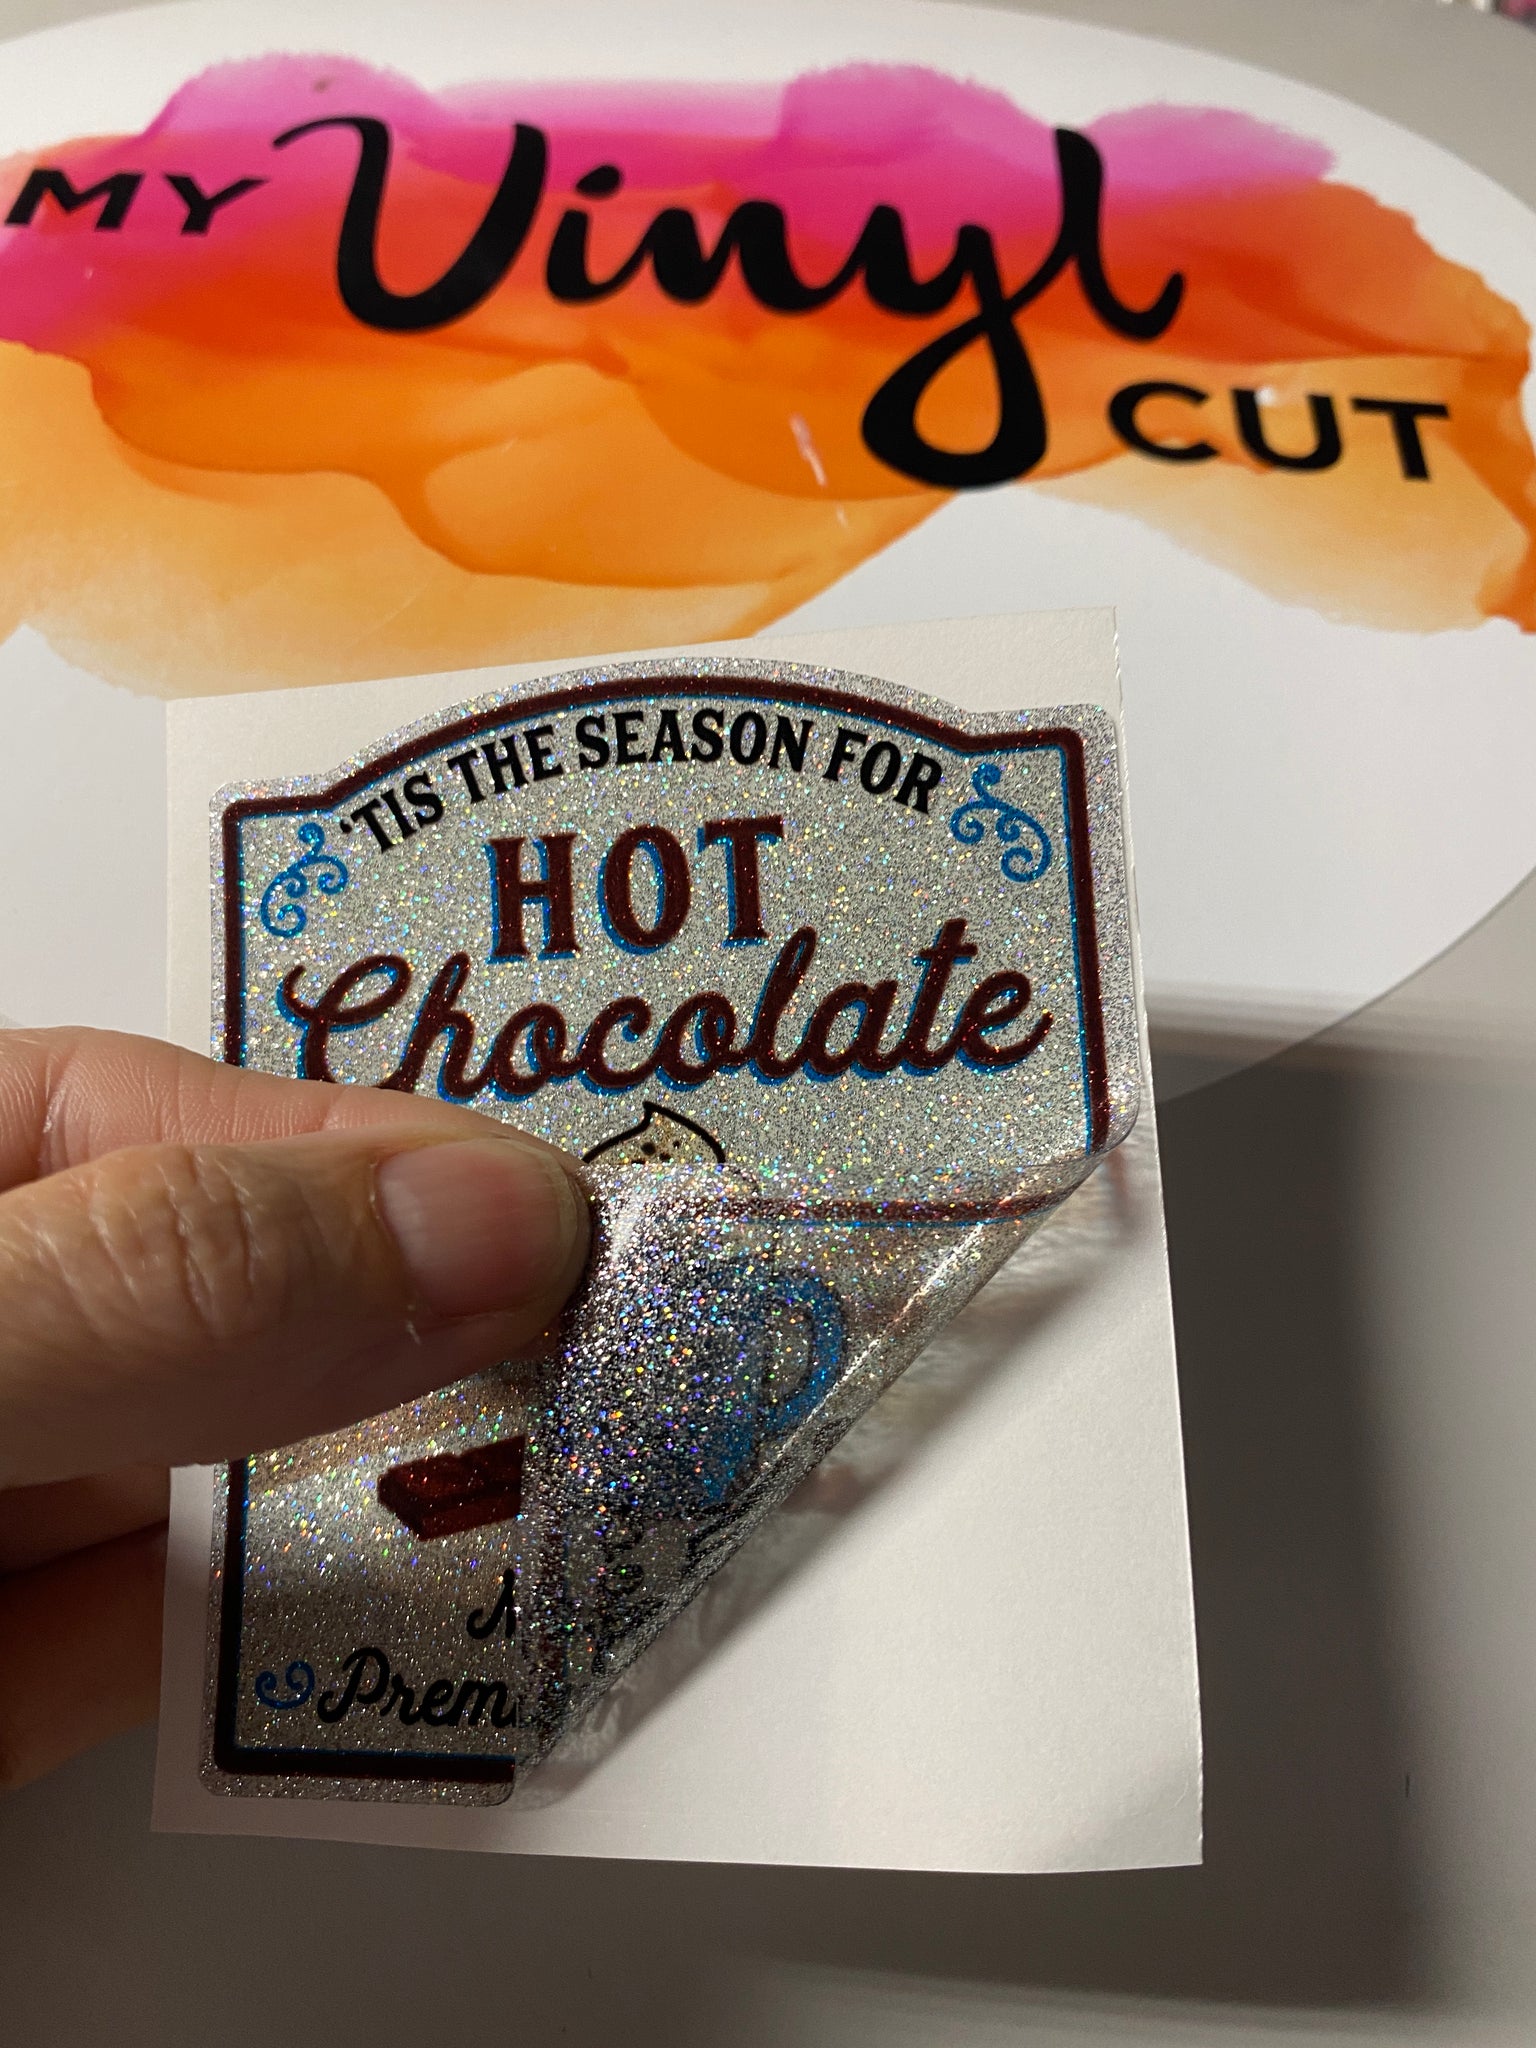 MY Vinyl CUT
'TIS THE SEASON FOR
HOT
Chocolate